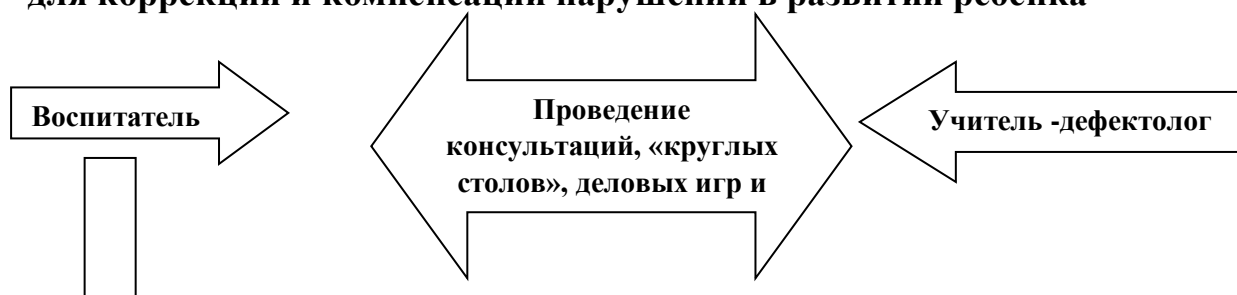 для коррекции и компенсации нарушений в развитии ребенка
Воспитатель
Проведение
консультаций, «круглых
столов», деловых игр и
Учитель -дефектолог